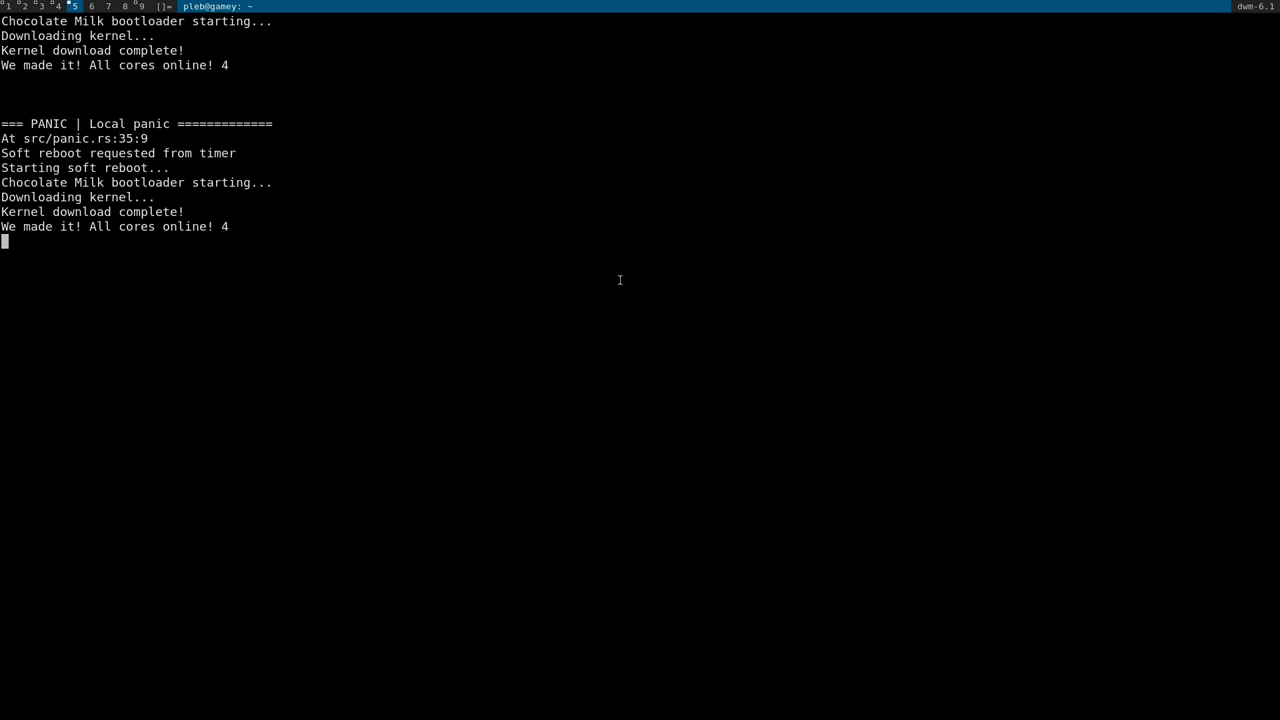 1 2 3 4 5 6 7 8 9 []= pleb@gamey: ~ dwm-6.1
Chocolate Milk bootloader starting...
Downloading kernel...
Kernel download complete!
We made it! All cores online! 4
=== PANIC | Local panic =============
At src/panic.rs:35:9
Soft reboot requested from timer
Starting soft reboot...
Chocolate Milk bootloader starting...
Downloading kernel...
Kernel download complete!
We made it! All cores online! 4